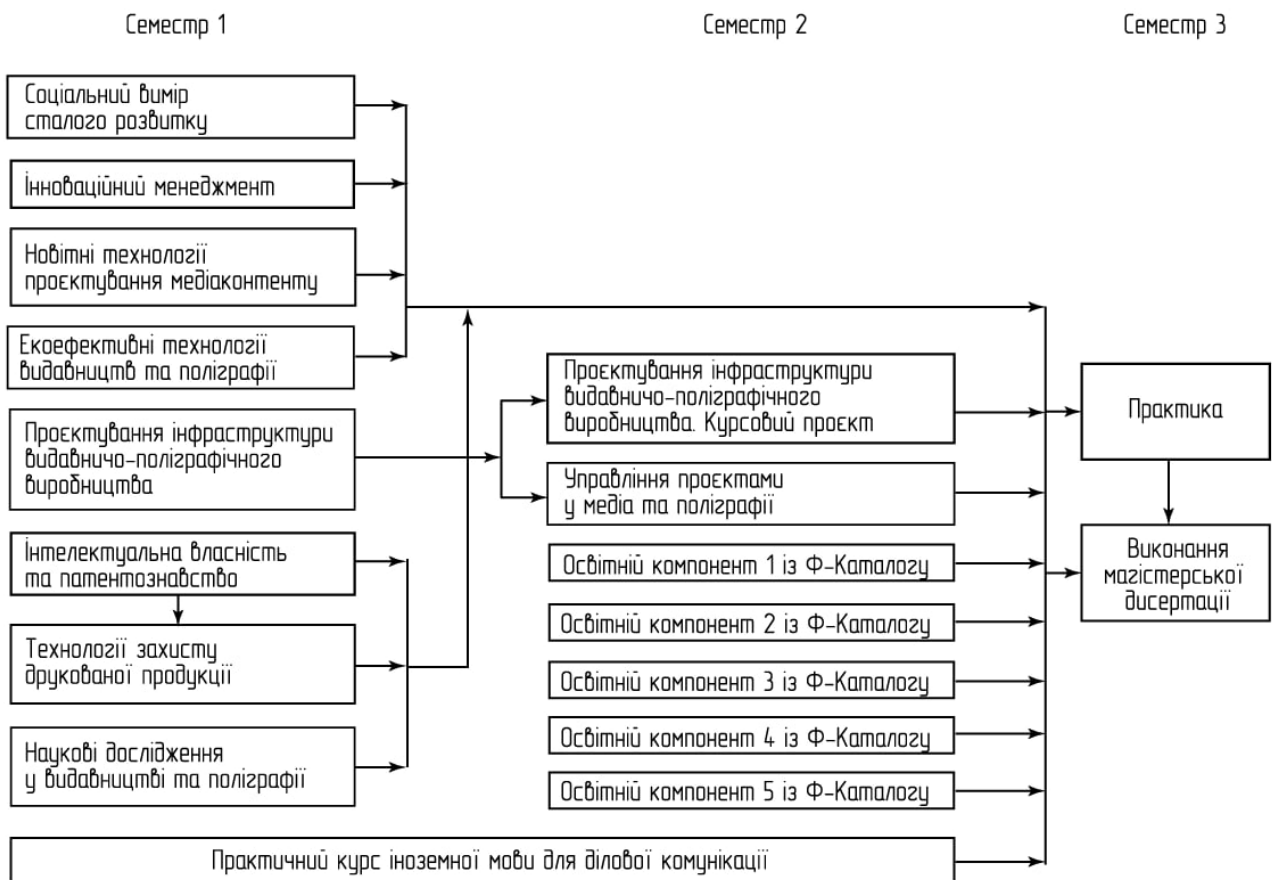 Семестр 1
Семестр 2
Семестр 3
Соціальний вимір
сталого розвитку
Інноваційний менеджмент
Новітні технології
проєктування медіаконтенту
Екоефективні технології
видавництв та поліграфії
Проєктування інфраструктури
видавничо-поліграфічного
виробництва
Інтелектуальна власність
та патентознавство
Технології захисту
друкованої продукції
Наукові дослідження
у видавництві та поліграфії
Проєктування інфраструктури
видавничо-поліграфічного
виробництва. Курсовий проєкт
Управління проєктами
у медіа та поліграфії
Освітній компонент 1 із Ф-Каталогу
Освітній компонент 2 із Ф-Каталогу
Освітній компонент 3 із Ф-Каталогу
Освітній компонент 4 із Ф-Каталогу
Освітній компонент 5 із Ф-Каталогу
Практичний курс іноземної мови для ділової комунікації
Практика
Виконання
магістерської
дисертації